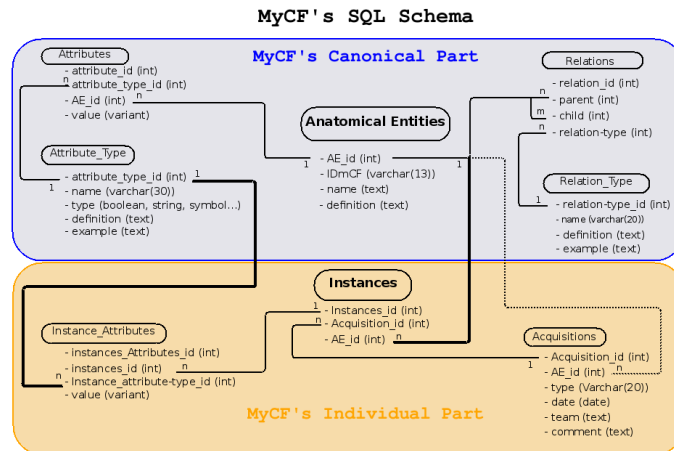 MyCF's SQL Schema
MyCF's Canonical Part
Attributes
- attribute_id (int)
n
- attribute_type_id (int)
- AE_id (int)
n
- value (variant)
Attribute_Type
- attribute_type_id (int)
1
1
- name (varchar(30))
- type (boolean, string, symbol...)
- definition (text)
- example (text)
Anatomical Entities
- AE_id (int)
1
1
- IDmCF (varchar(13))
- name (text)
- definition (text)
Relations
- relation_id (int)
n
- parent (int)
m
- child (int)
n
- relation-type (int)
Relation_Type
1
- relation-type_id (int)
- name (varchar(20))
- definition (text)
- example (text)
Instances
1
- Instances_id (int)
n
- Acquisition_id (int)
- AE_id (int)
n
Instance_Attributes
- instances_Attributes_id (int)
- instances_id (int)
n
n
- Instance_attribute-type_id (int)
- value (variant)
Acquisitions
- Acquisition_id (int)
1
- AE_id (int)
n
- type (Varchar(20))
- date (date)
- team (text)
- comment (text)
MyCF's Individual Part